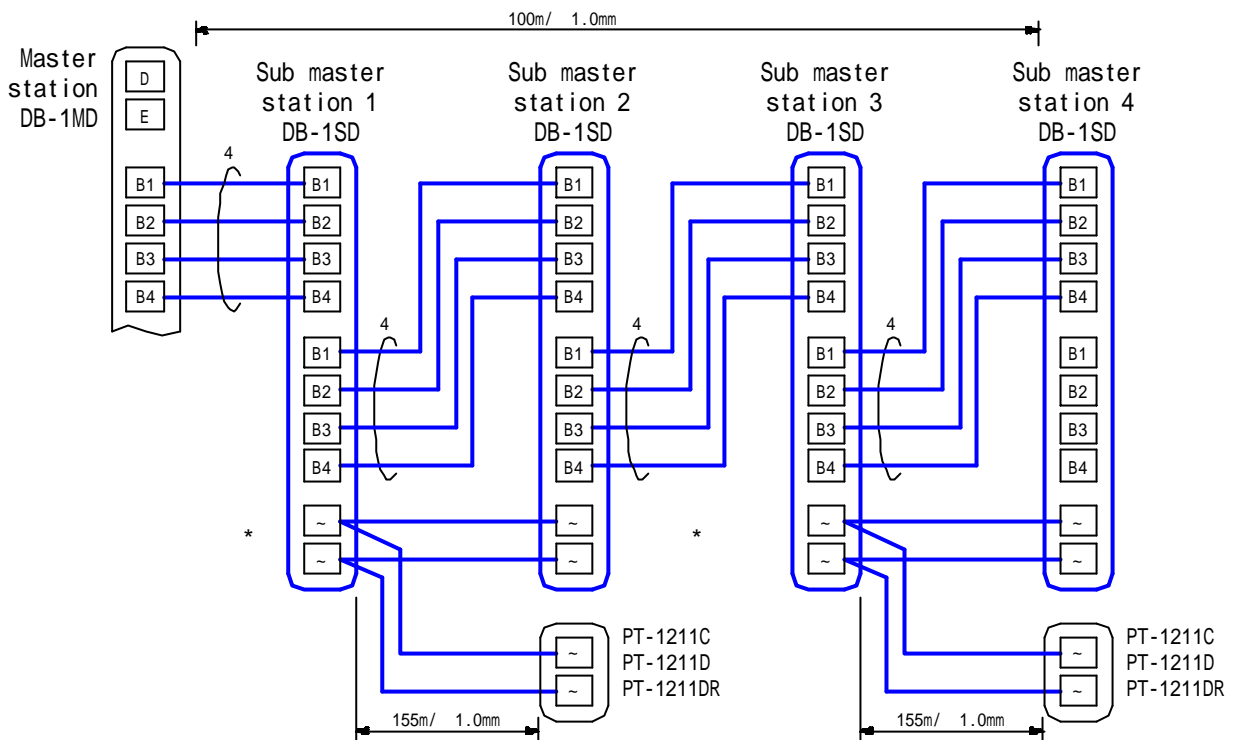 100m/ 1.0mm
Master
station
DB-1MD
D
E
B1
B2
B3
B4
4
Sub master
station 1
DB-1SD
B1
B2
B3
B4
B1
B2
B3
B4
~
~
*
4
Sub master
station 2
DB-1SD
B1
B2
B3
B4
B1
B2
B3
B4
~
~
4
*
Sub master
station 3
DB-1SD
B1
B2
B3
B4
B1
B2
B3
B4
~
~
4
Sub master
station 4
DB-1SD
B1
B2
B3
B4
B1
B2
B3
B4
~
~
~
~
PT-1211C
PT-1211D
PT-1211DR
155m/ 1.0mm
~
~
PT-1211C
PT-1211D
PT-1211DR
155m/ 1.0mm